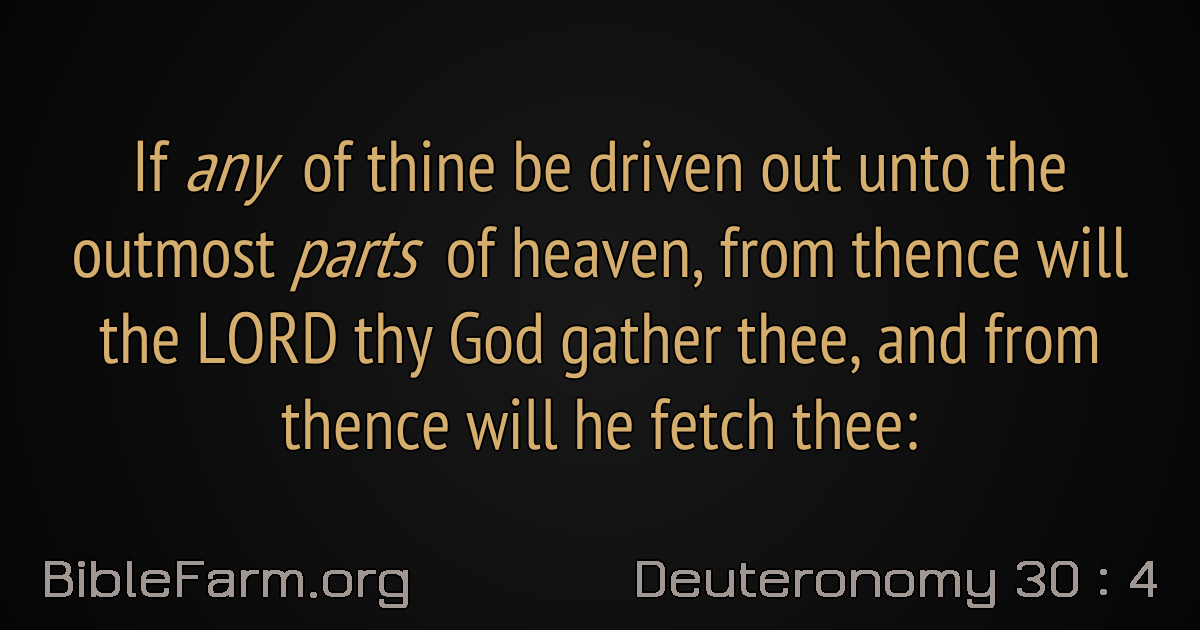 If any of thine be driven out unto the
outmost parts of heaven, from thence will
the LORD thy God gather thee, and from
thence will he fetch thee:
BibleFarm.org
Deuteronomy 30 : 4